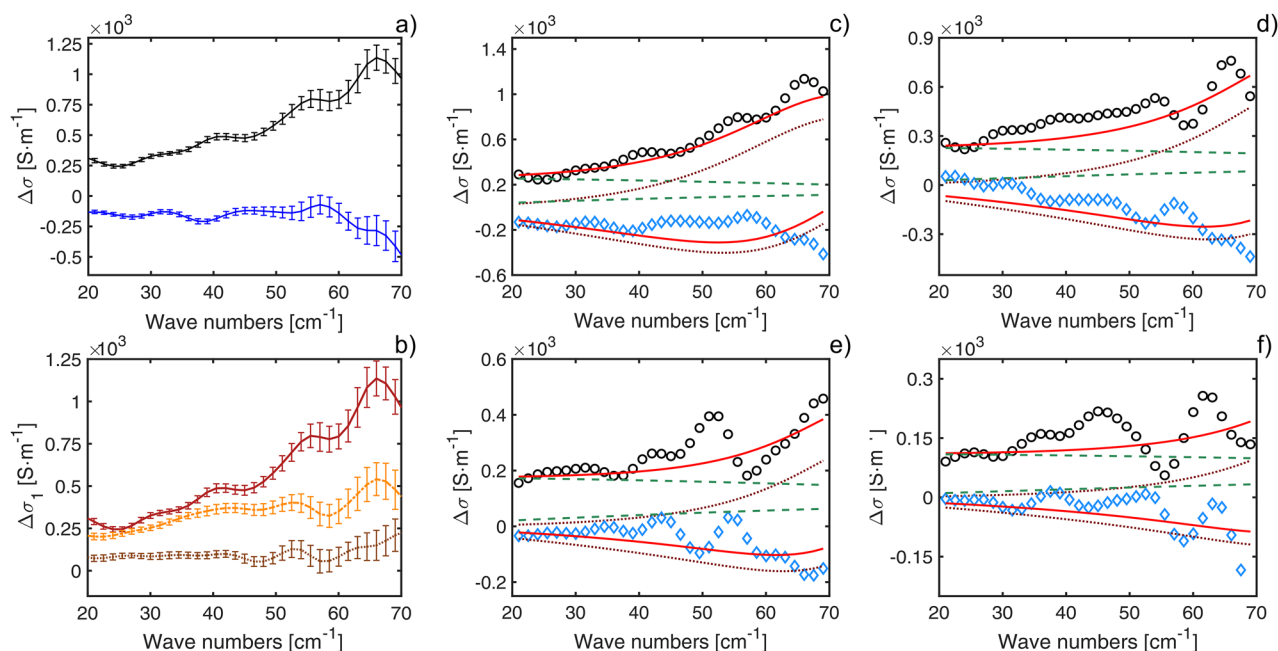 ×10³
a)
1.25
1
0.75
0.5
0.25
0
-0.25
-0.5
Δσ [S·m⁻¹]
20 30 40 50 60 70
Wave numbers [cm⁻¹]
×10³
b)
1.25
1
0.75
0.5
0.25
0
Δσ₁ [S·m⁻¹]
20 30 40 50 60 70
Wave numbers [cm⁻¹]
×10³
c)
1.4
1
0.6
0.2
-0.2
-0.6
Δσ [S·m⁻¹]
21 30 40 50 60 70
Wave numbers [cm⁻¹]
×10³
d)
0.9
0.6
0.3
0
-0.3
Δσ [S·m⁻¹]
21 30 40 50 60 70
Wave numbers [cm⁻¹]
×10³
e)
0.6
0.4
0.2
0
-0.2
Δσ [S·m⁻¹]
21 30 40 50 60 70
Wave numbers [cm⁻¹]
×10³
f)
0.3
0.15
0
-0.15
Δσ [S·m
21 30 40 50 60 70
Wave numbers [cm⁻¹]